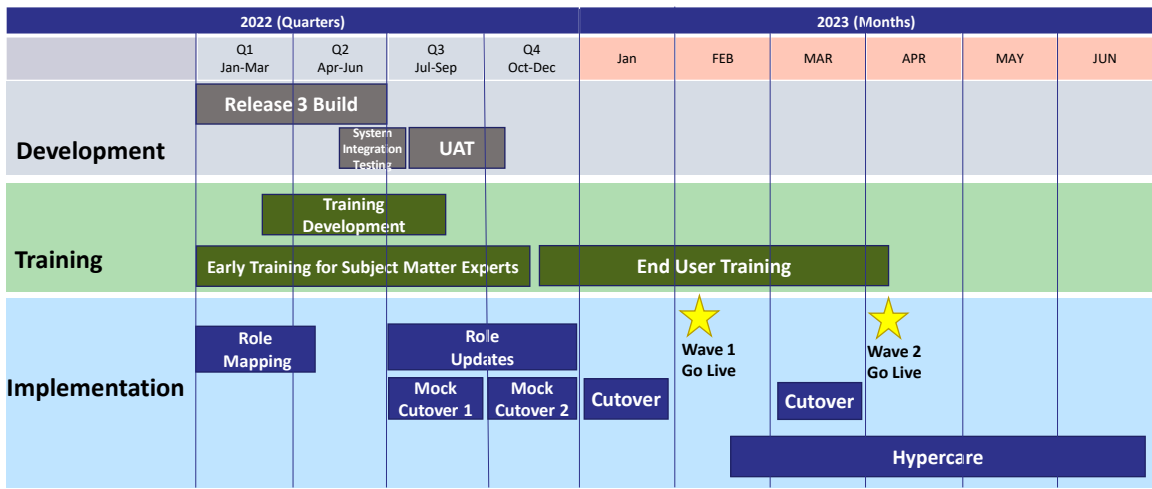 2022 (Quarters)
2023 (Months)
Q1
Jan-Mar
Q2
Apr-Jun
Q3
Jul-Sep
Q4
Oct-Dec
Jan
FEB
MAR
APR
MAY
JUN
Development
Release 3 Build
System
Integration
Testing
UAT
Training
Training
Development
Early Training for Subject Matter Experts
End User Training
Implementation
Role
Mapping
Role
Updates
Mock
Cutover 1
Mock
Cutover 2
Cutover
Wave 1
Go Live
Cutover
Wave 2
Go Live
Hypercare